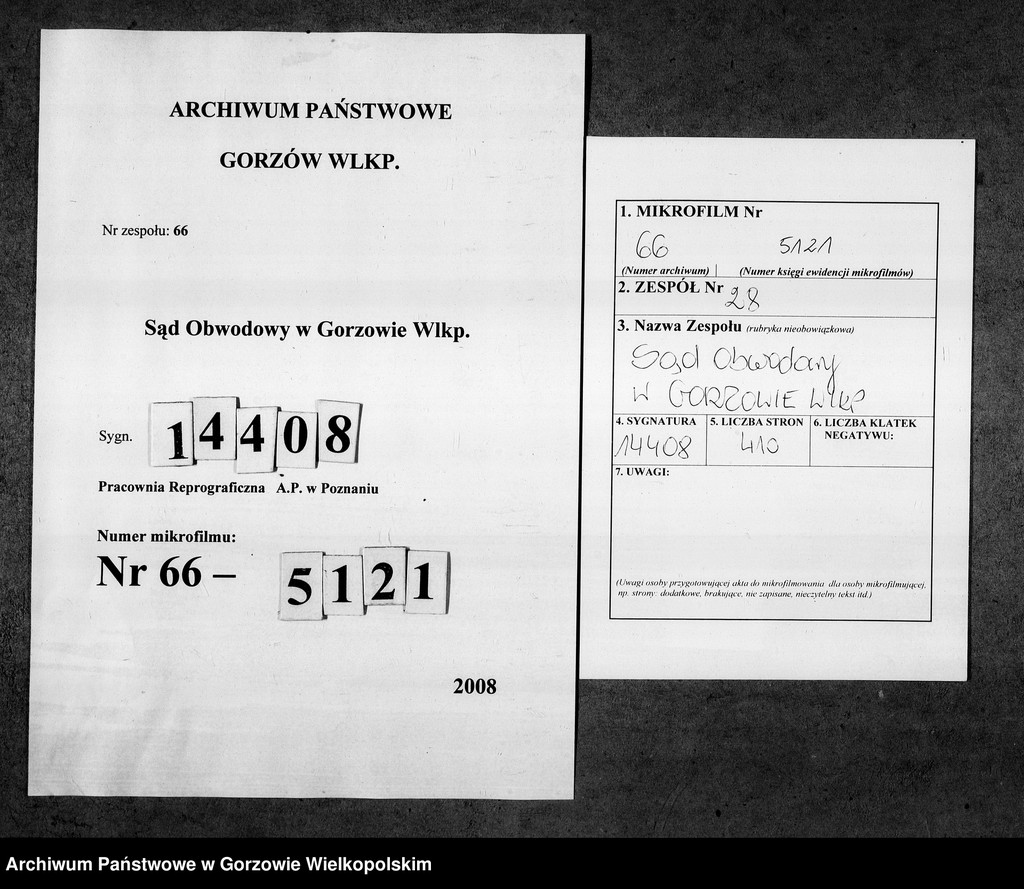 ARCHIWUM PAŃSTWOWE
GORZÓW WLKP.
Nr zespołu: 66
Sąd Obwodowy w Gorzowie Wlkp.
Sygn. 14408
Pracownia Reprograficzna A.P. w Poznaniu
Numer mikrofilmu:
Nr 66 – 5121
2008
1. MIKROFILM Nr
66 5121
(Numer archiwum) (Numer księgi ewidencji mikrofilmów)
2. ZESPÓŁ Nr 28
3. Nazwa Zespołu (rubryka nieobowiązkowa)
Sąd Obwodowy
W GORZOWIE Wlkp
4. SYGNATURA 5. LICZBA STRON 6. LICZBA KLATEK
NEGATYWU:
14408 410
7. UWAGI:
(Uwagi osoby przygotowującej akta do mikrofilmowania dla osoby mikrofilmującej,
np. strony: dodatkowe, brakujące, nie zapisane, nieczytelny tekst itd.)
Archiwum Państwowe w Gorzowie Wielkopolskim